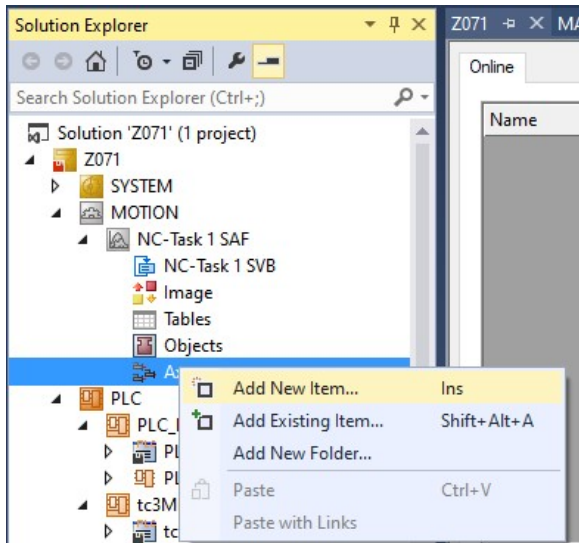 Solution Explorer
Search Solution Explorer (Ctrl+;)
Solution 'Z071' (1 project)
Z071
SYSTEM
MOTION
NC-Task 1 SAF
NC-Task 1 SVB
Image
Tables
Objects
PLC
tc3M
tc
Add New Item... Ins
Add Existing Item... Shift+Alt+A
Add New Folder...
Paste Ctrl+V
Paste with Links
Z071
MA
Online
Name